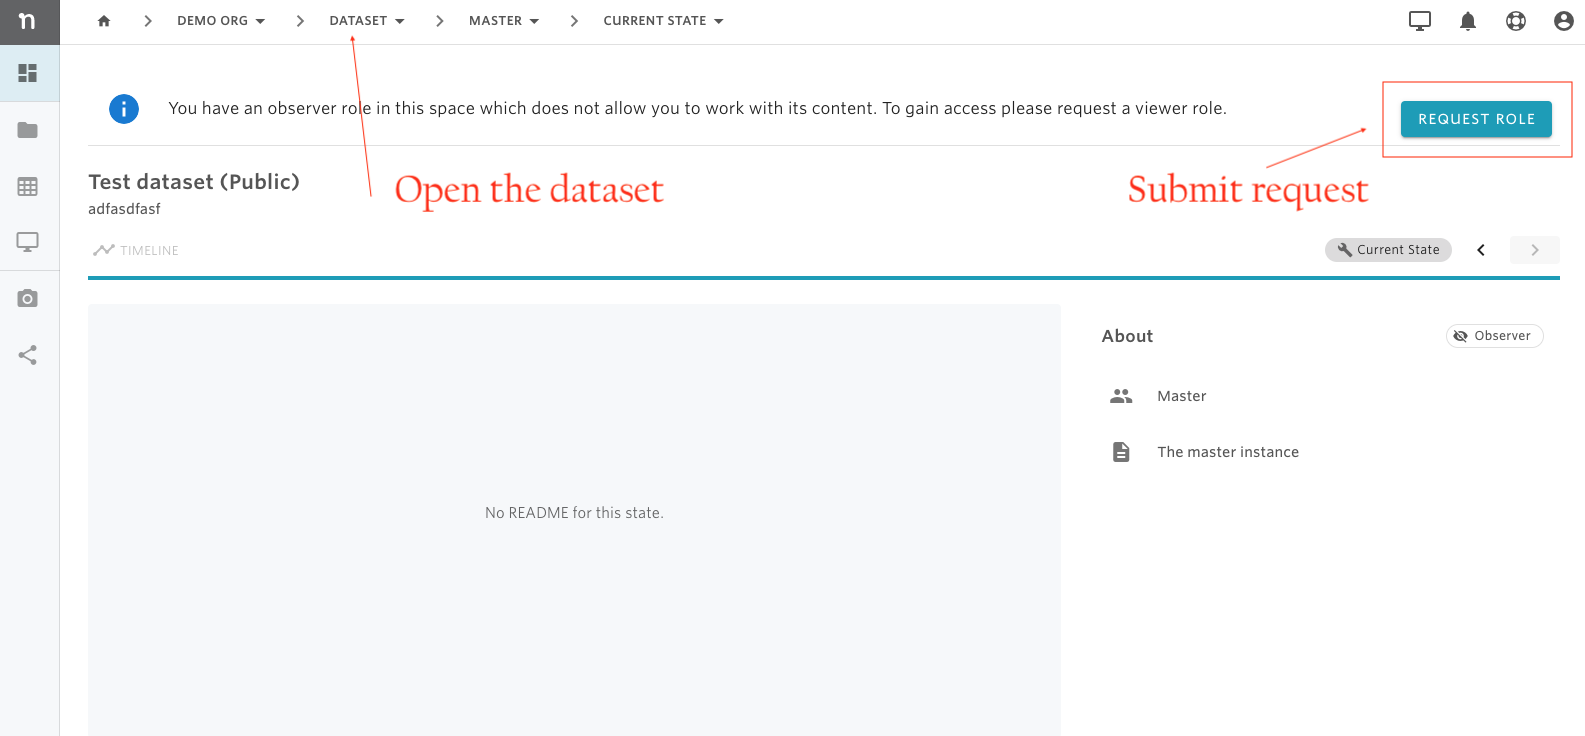 n
DEMO ORG
DATASET
MASTER
CURRENT STATE
You have an observer role in this space which does not allow you to work with its content. To gain access please request a viewer role.
REQUEST ROLE
Test dataset (Public)
Open the dataset
Submit request
adfasdfasf
TIMELINE
Current State
About
Observer
Master
The master instance
No README for this state.